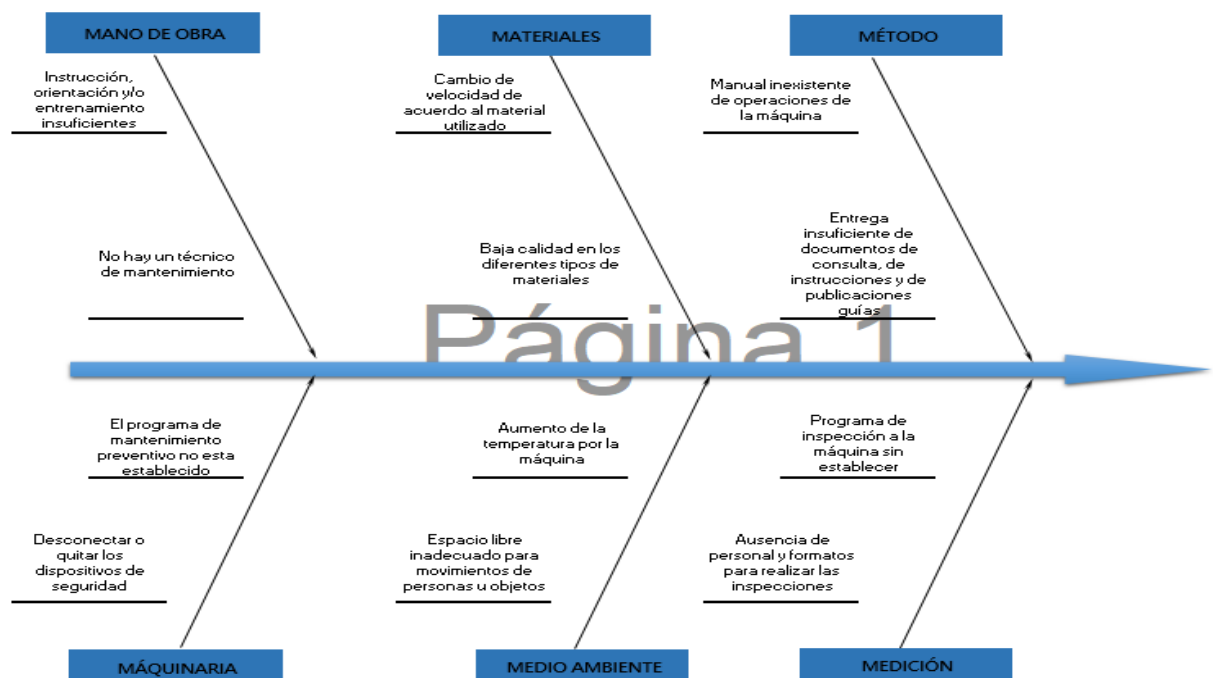 MANO DE OBRA
MATERIALES
MÉTODO
Instrucción,
orientación y/o
entrenamiento
insuficientes
Cambio de
velocidad de
acuerdo al material
utilizado
Manual inexistente
de operaciones de
la máquina
No hay un técnico
de mantenimiento
Baja calidad en los
diferentes tipos de
materiales
Entrega
insuficiente de
documentos de
consulta, de
instrucciones y de
publicaciones
guías
Página 1
El programa de
mantenimiento
preventivo no esta
establecido
Aumento de la
temperatura por la
máquina
Programa de
inspección a la
máquina sin
establecer
Desconectar o
quitar los
dispositivos de
seguridad
Espacio libre
inadecuado para
movimientos de
personas u objetos
Ausencia de
personal y formatos
para realizar las
inspecciones
MÁQUINARIA
MEDIO AMBIENTE
MEDICIÓN